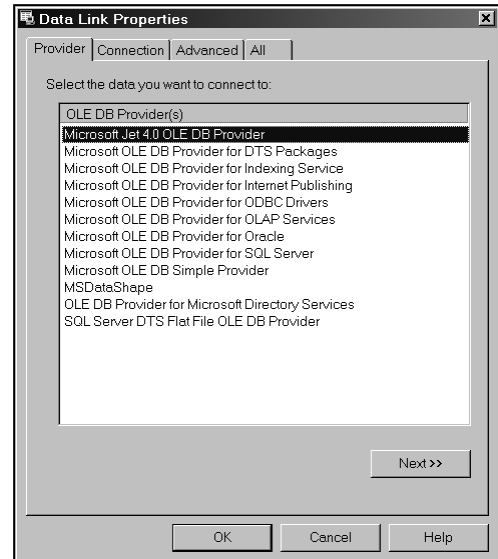 Data Link Properties
Provider Connection Advanced All
Select the data you want to connect to:
OLE DB Provider(s)
Microsoft Jet 4.0 OLE DB Provider
Microsoft OLE DB Provider for DTS Packages
Microsoft OLE DB Provider for Indexing Service
Microsoft OLE DB Provider for Internet Publishing
Microsoft OLE DB Provider for ODBC Drivers
Microsoft OLE DB Provider for OLAP Services
Microsoft OLE DB Provider for Oracle
Microsoft OLE DB Provider for SQL Server
Microsoft OLE DB Simple Provider
MSDataShape
OLE DB Provider for Microsoft Directory Services
SQL Server DTS Flat File OLE DB Provider
Next >>
OK Cancel Help